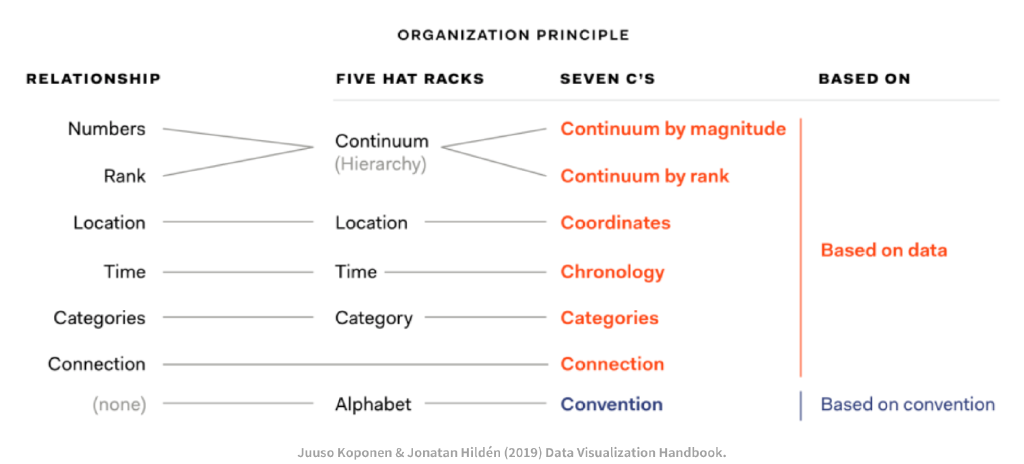 ORGANIZATION PRINCIPLE
RELATIONSHIP FIVE HAT RACKS SEVEN C'S BASED ON
Numbers Continuum by magnitude
Continuum
(Hierarchy)
Rank Continuum by rank
Location Location Coordinates
Based on data
Time Time Chronology
Categories Category Categories
Connection Connection
(none) Alphabet Convention Based on convention
Juuso Koponen & Jonatan Hildén (2019) Data Visualization Handbook.